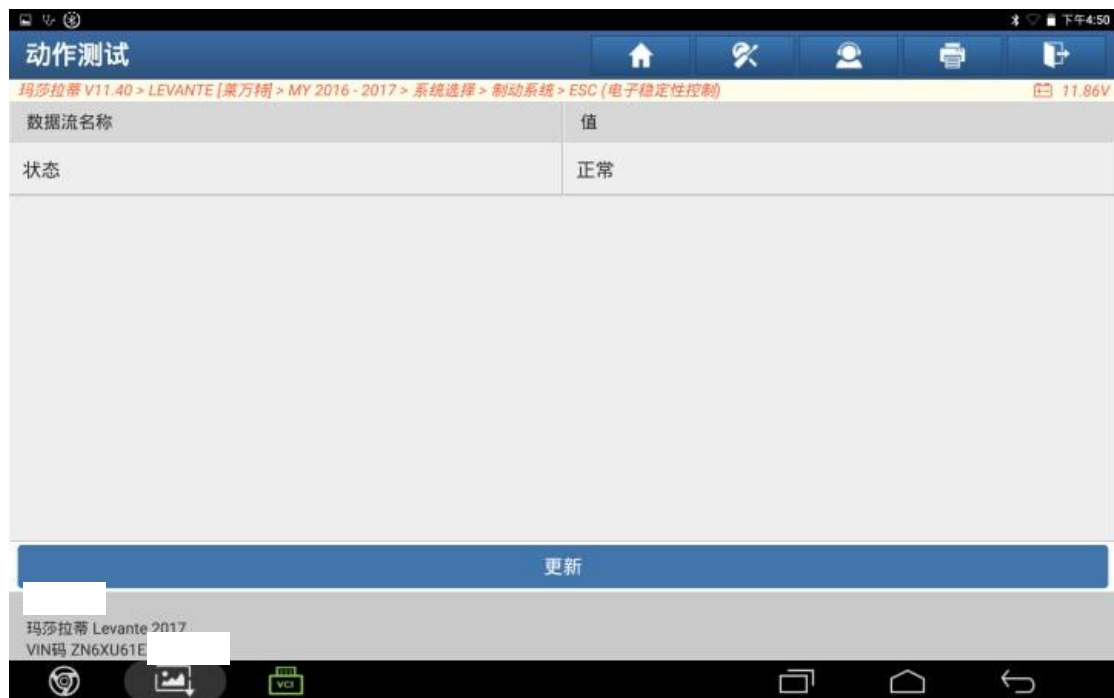 下午4:50
动作测试
玛莎拉蒂 V11.40 > LEVANTE [莱万特] > MY 2016 - 2017 > 系统选择 > 制动系统 > ESC (电子稳定性控制) 11.86V
数据流名称 值
状态 正常
更新
玛莎拉蒂 Levante 2017
VIN码 ZN6XU61E
VCI